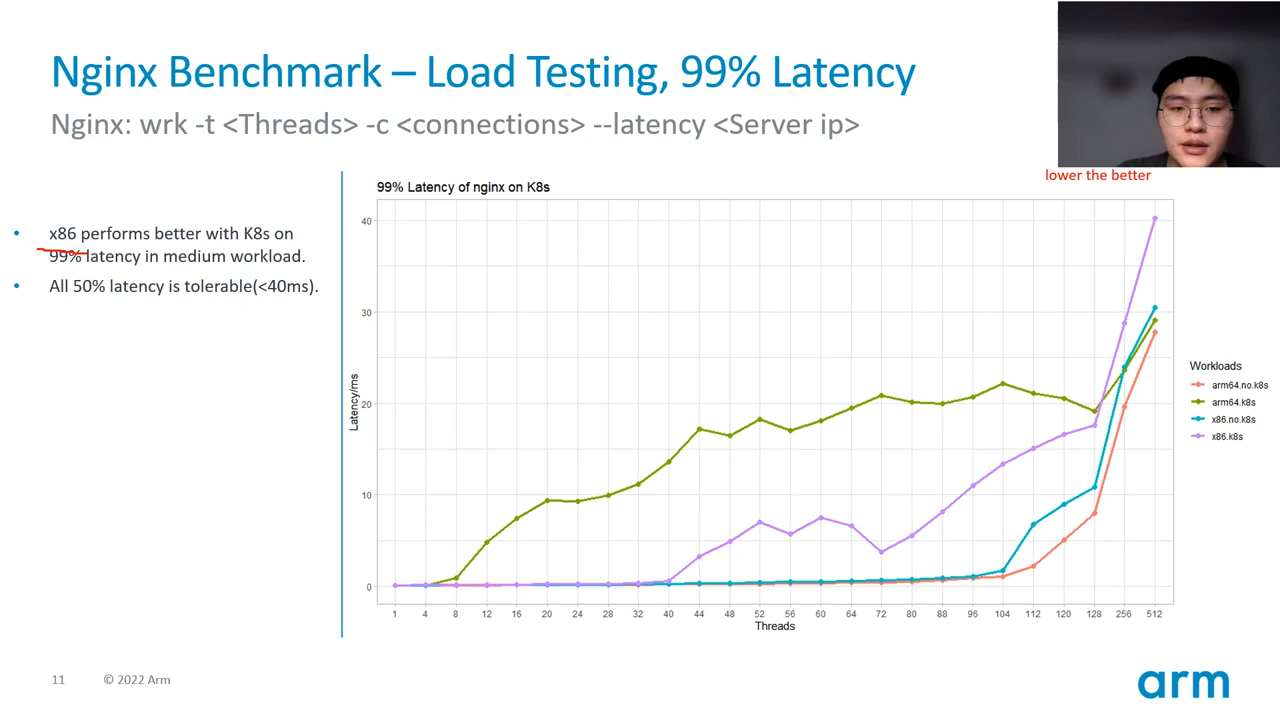 Nginx Benchmark – Load Testing, 99% Latency
Nginx: wrk -t <Threads> -c <connections> --latency <Server ip>
lower the better
• x86 performs better with K8s on
99% latency in medium workload.
• All 50% latency is tolerable(<40ms).
99% Latency of nginx on K8s
40
30
20
10
0
Latency/ms
1 4 8 12 16 20 24 28 32 40 44 48 52 56 60 64 72 80 88 96 104 112 120 128 256 512
Threads
Workloads
arm64.no.k8s
arm64.k8s
x86.no.k8s
x86.k8s
11 © 2022 Arm
arm